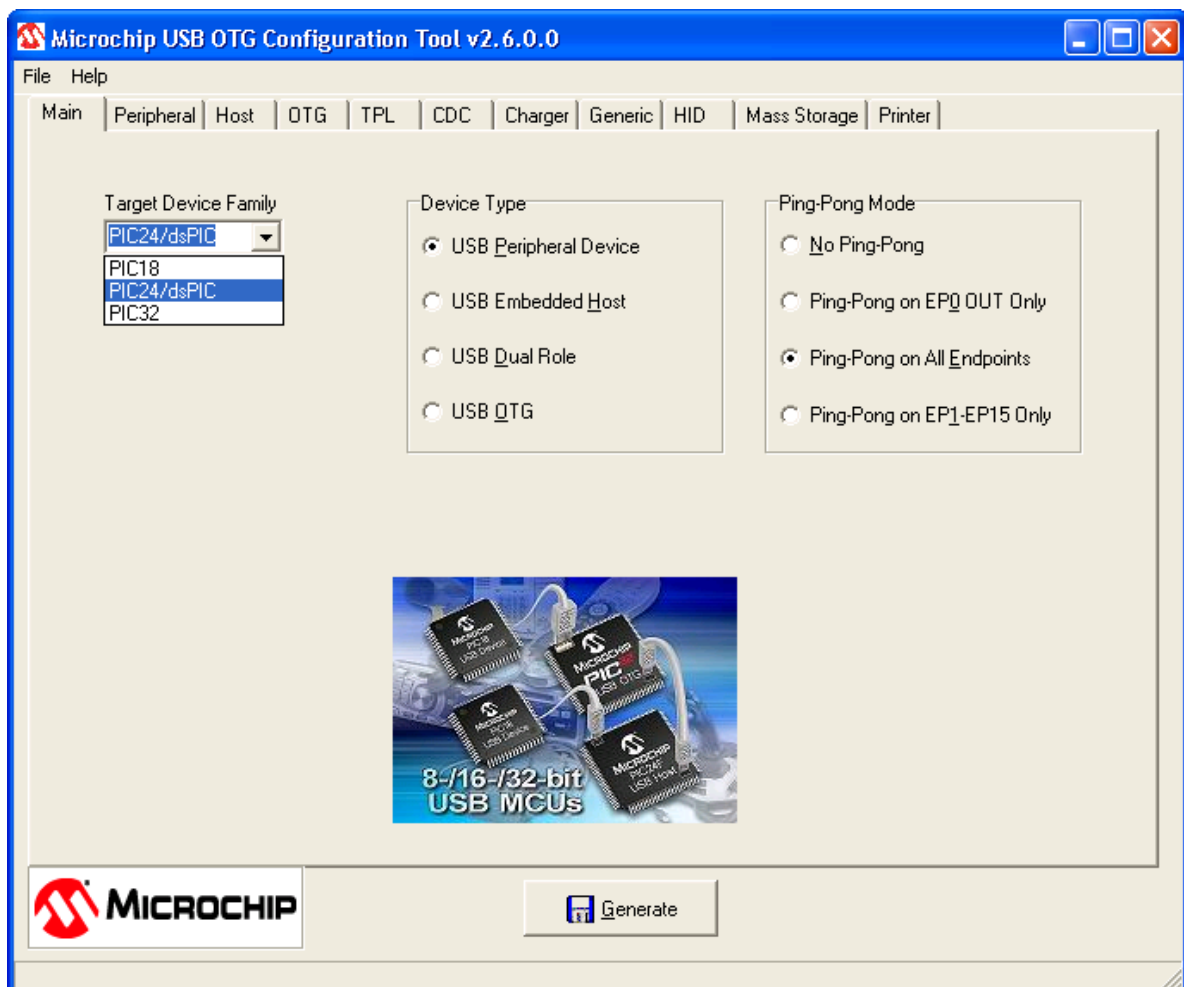 Microchip USB OTG Configuration Tool v2.6.0.0
File Help
Main Peripheral Host OTG TPL CDC Charger Generic HID Mass Storage Printer
Target Device Family
PIC24/dsPIC
PIC18
PIC24/dsPIC
PIC32
Device Type
USB Peripheral Device
USB Embedded Host
USB Dual Role
USB OTG
Ping-Pong Mode
No Ping-Pong
Ping-Pong on EP0 OUT Only
Ping-Pong on All Endpoints
Ping-Pong on EP1-EP15 Only
MICROCHIP
PIC18
USB Device
MICROCHIP
PIC32
USB OTG
MICROCHIP
PIC18
USB Device
MICROCHIP
PIC24F
USB Host
8-/16-/32-bit
USB MCUs
MICROCHIP
Generate